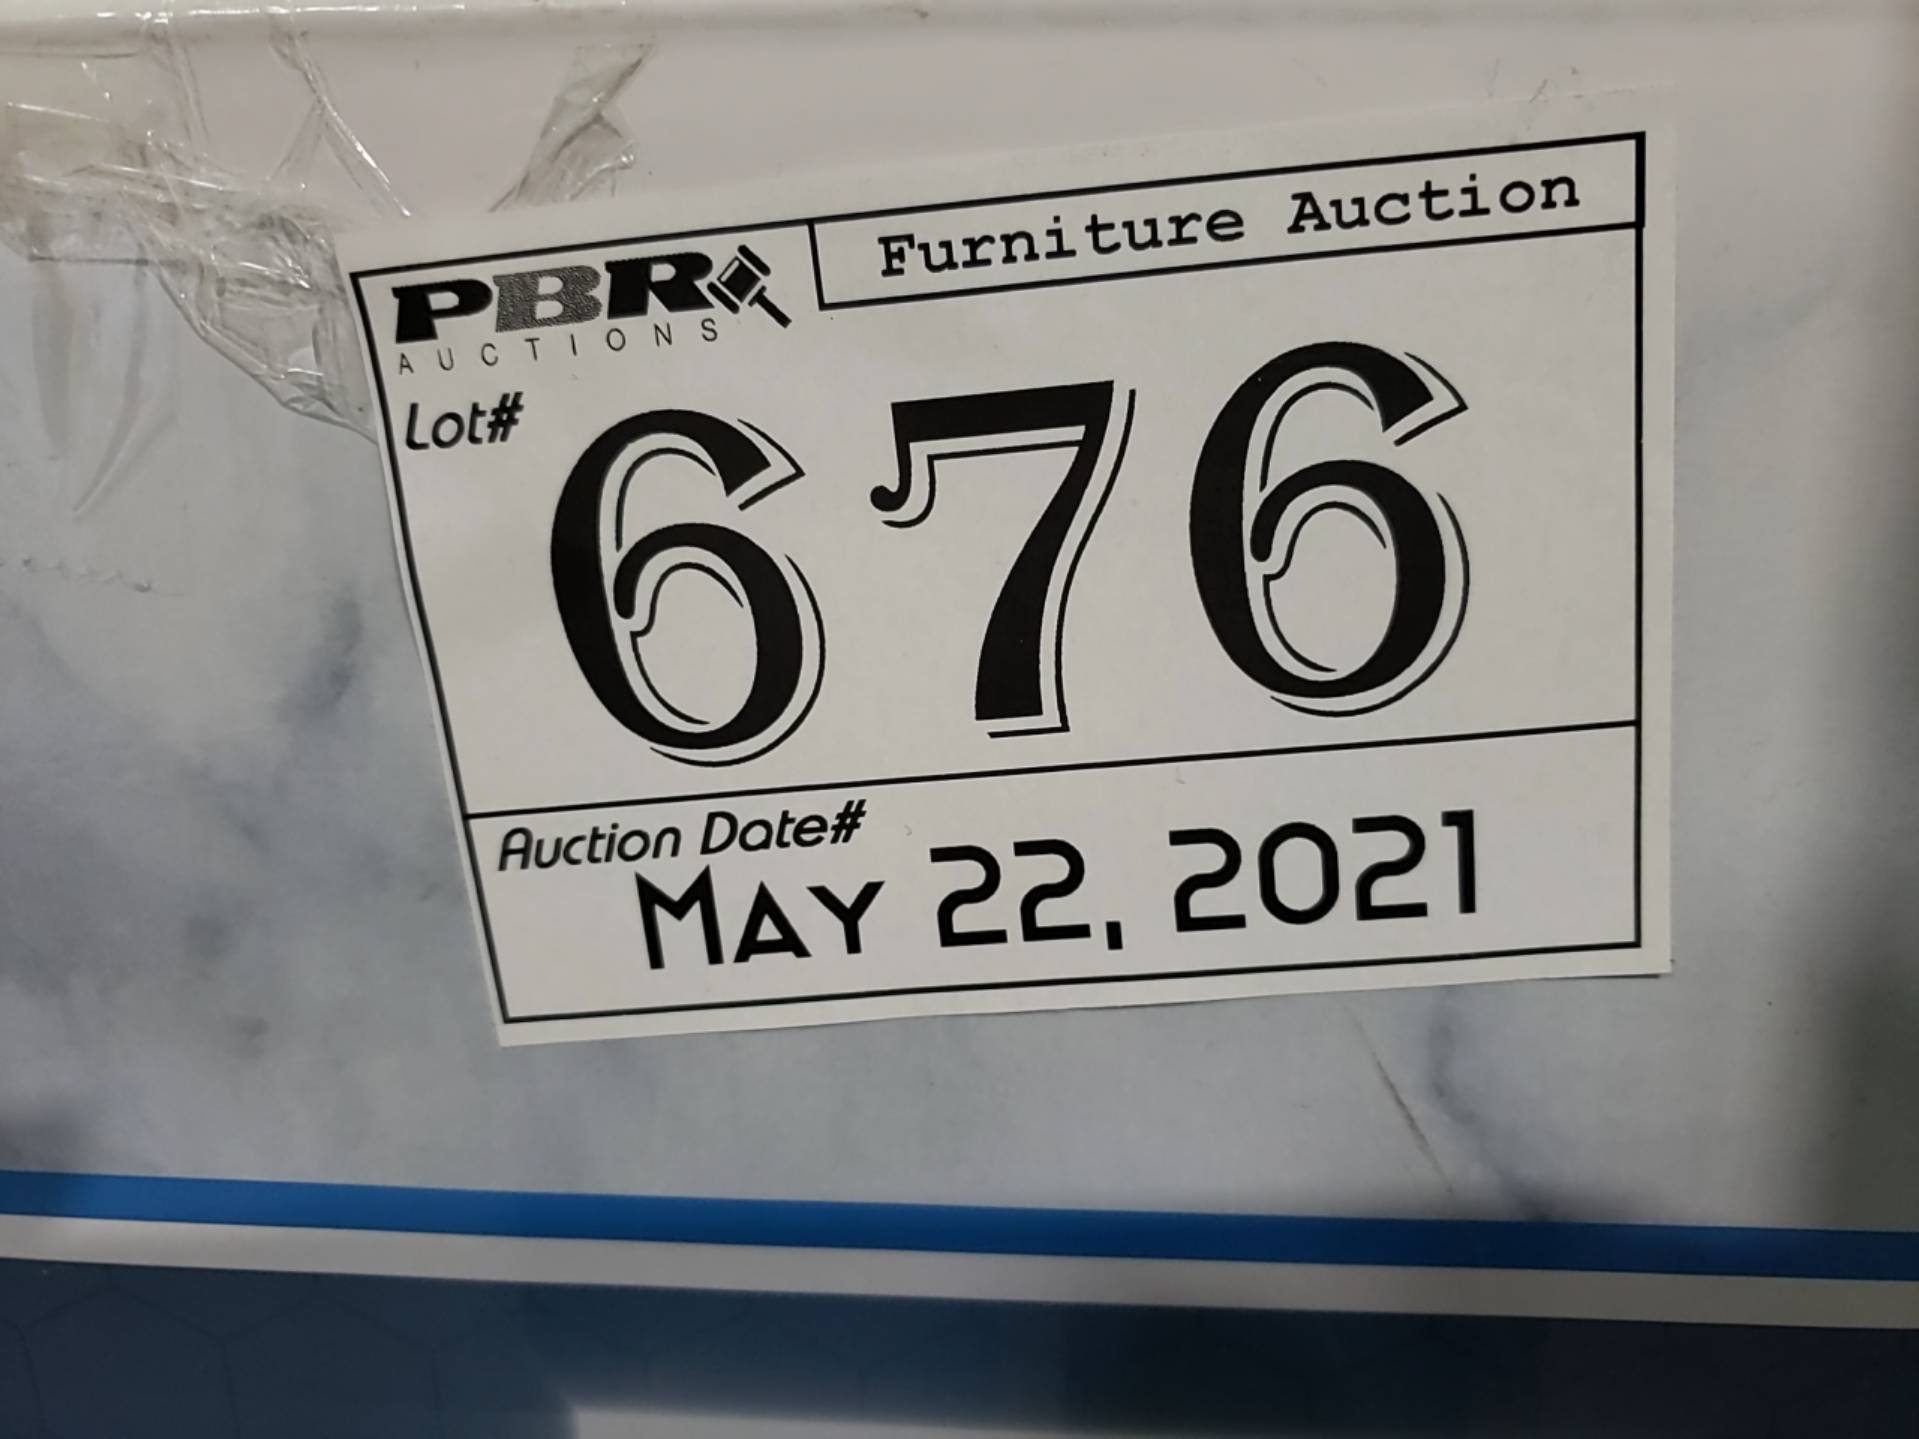 PBR
AUCTIONS
Furniture Auction
Lot#
676
Auction Date#
May 22, 2021